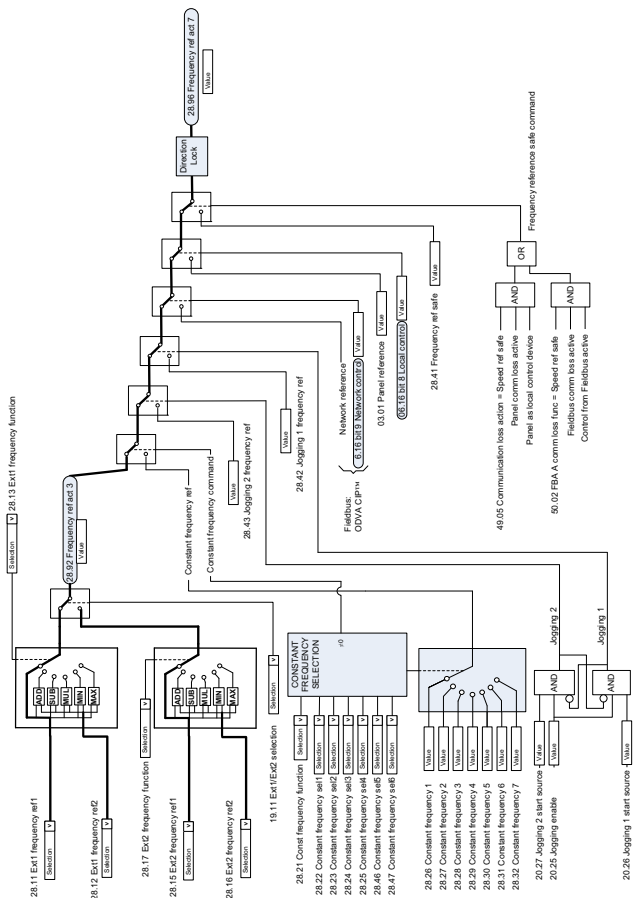 28.11 Ext1 frequency ref1
Selection
28.12 Ext1 frequency ref2
Selection
ADD
SUB
MUL
MIN
MAX
28.13 Ext1 frequency function
Selection
28.17 Ext2 frequency function
Selection
28.15 Ext2 frequency ref1
Selection
28.16 Ext2 frequency ref2
Selection
ADD
SUB
MUL
MIN
MAX
19.11 Ext1/Ext2 selection
Selection
28.92 Frequency ref act 3
Value
28.96 Frequency ref act 7
Value
Direction
Lock
28.21 Const frequency function
Selection
28.22 Constant frequency sel1
Selection
28.23 Constant frequency sel2
Selection
28.24 Constant frequency sel3
Selection
28.25 Constant frequency sel4
Selection
28.46 Constant frequency sel5
Selection
28.47 Constant frequency sel6
Selection
CONSTANT
FREQUENCY
SELECTION
≠0
Constant frequency ref
Constant frequency command
28.26 Constant frequency 1
Value
28.27 Constant frequency 2
Value
28.28 Constant frequency 3
Value
28.29 Constant frequency 4
Value
28.30 Constant frequency 5
Value
28.31 Constant frequency 6
Value
28.32 Constant frequency 7
Value
20.27 Jogging 2 start source
Value
20.25 Jogging enable
Value
20.26 Jogging 1 start source
Value
AND
AND
Jogging 2
Jogging 1
28.43 Jogging 2 frequency ref
Value
28.42 Jogging 1 frequency ref
Value
Fieldbus:
ODVA CIP™
Network reference
Value
6.16 bit 9 Network control
Value
03.01 Panel reference
Value
06.16 bit 8 Local control
Value
28.41 Frequency ref safe
Value
49.05 Communication loss action = Speed ref safe
Panel comm loss active
Panel as local control device
AND
50.02 FBA A comm loss func = Speed ref safe
Fieldbus comm loss active
Control from Fieldbus active
AND
OR
Frequency reference safe command